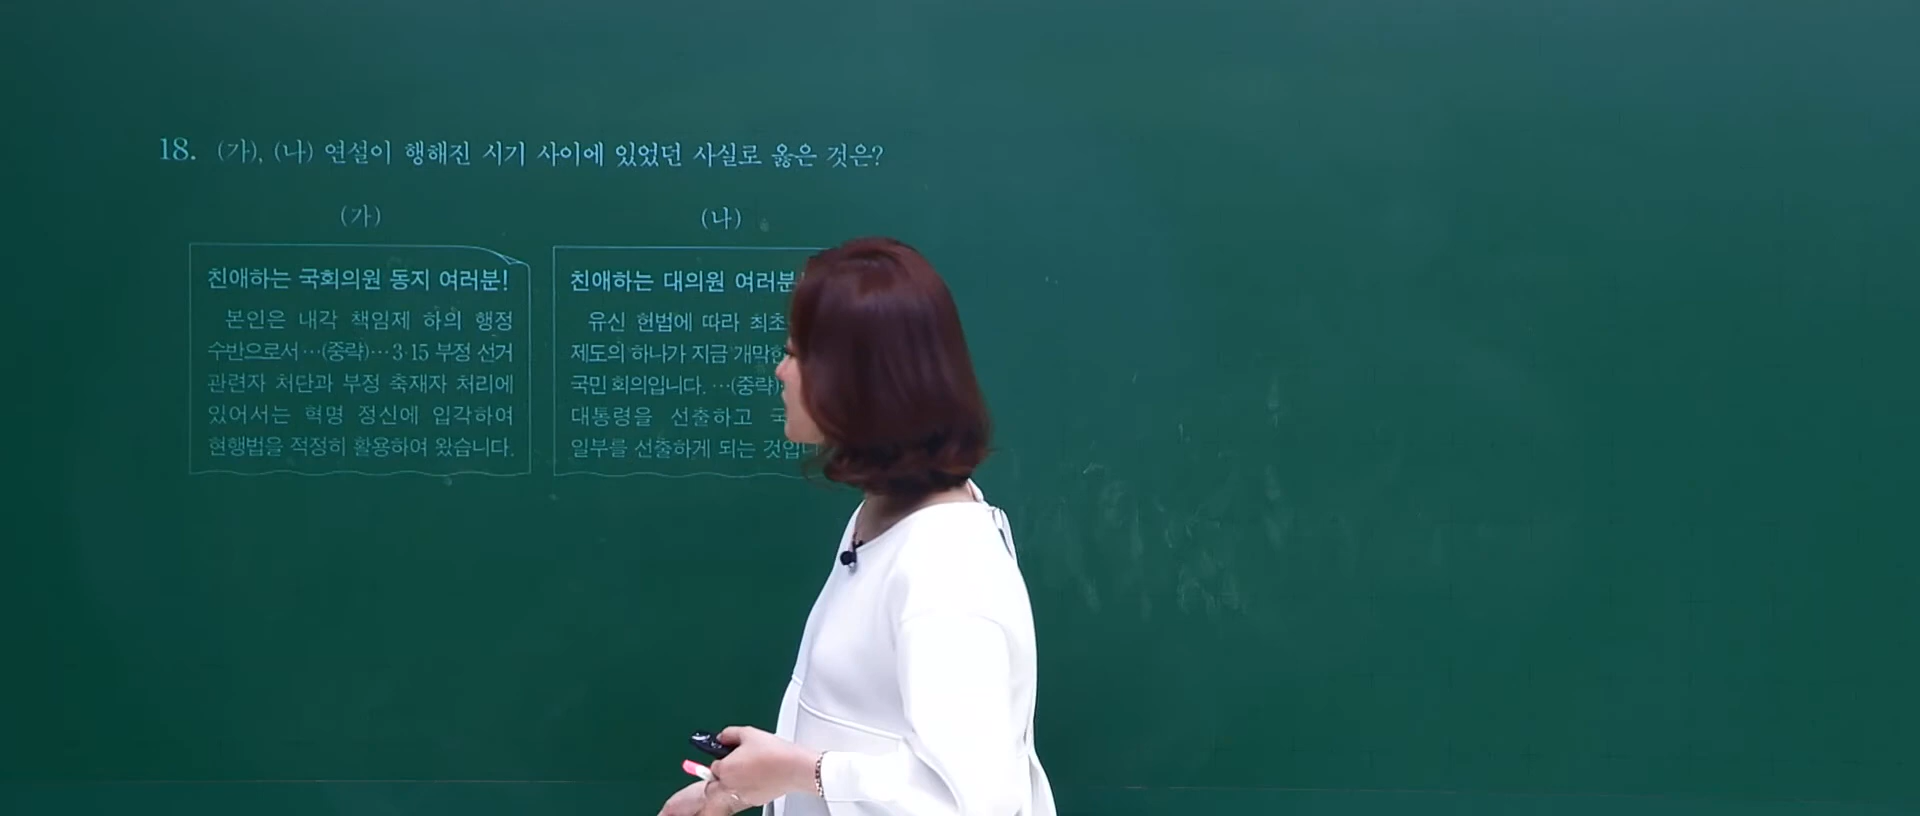 18. (가), (나) 연설이 행해진 시기 사이에 있었던 사실로 옳은 것은?
(가)
친애하는 국회의원 동지 여러분!
본인은 내각 책임제 하의 행정
수반으로서 …(중략)… 3·15 부정 선거
관련자 처단과 부정 축재자 처리에
있어서는 혁명 정신에 입각하여
현행법을 적정히 활용하여 왔습니다.
(나)
친애하는 대의원 여러분!
유신 헌법에 따라 최초
제도의 하나가 지금 개막
국민 회의입니다. …(중략)
대통령을 선출하고
일부를 선출하게 되는